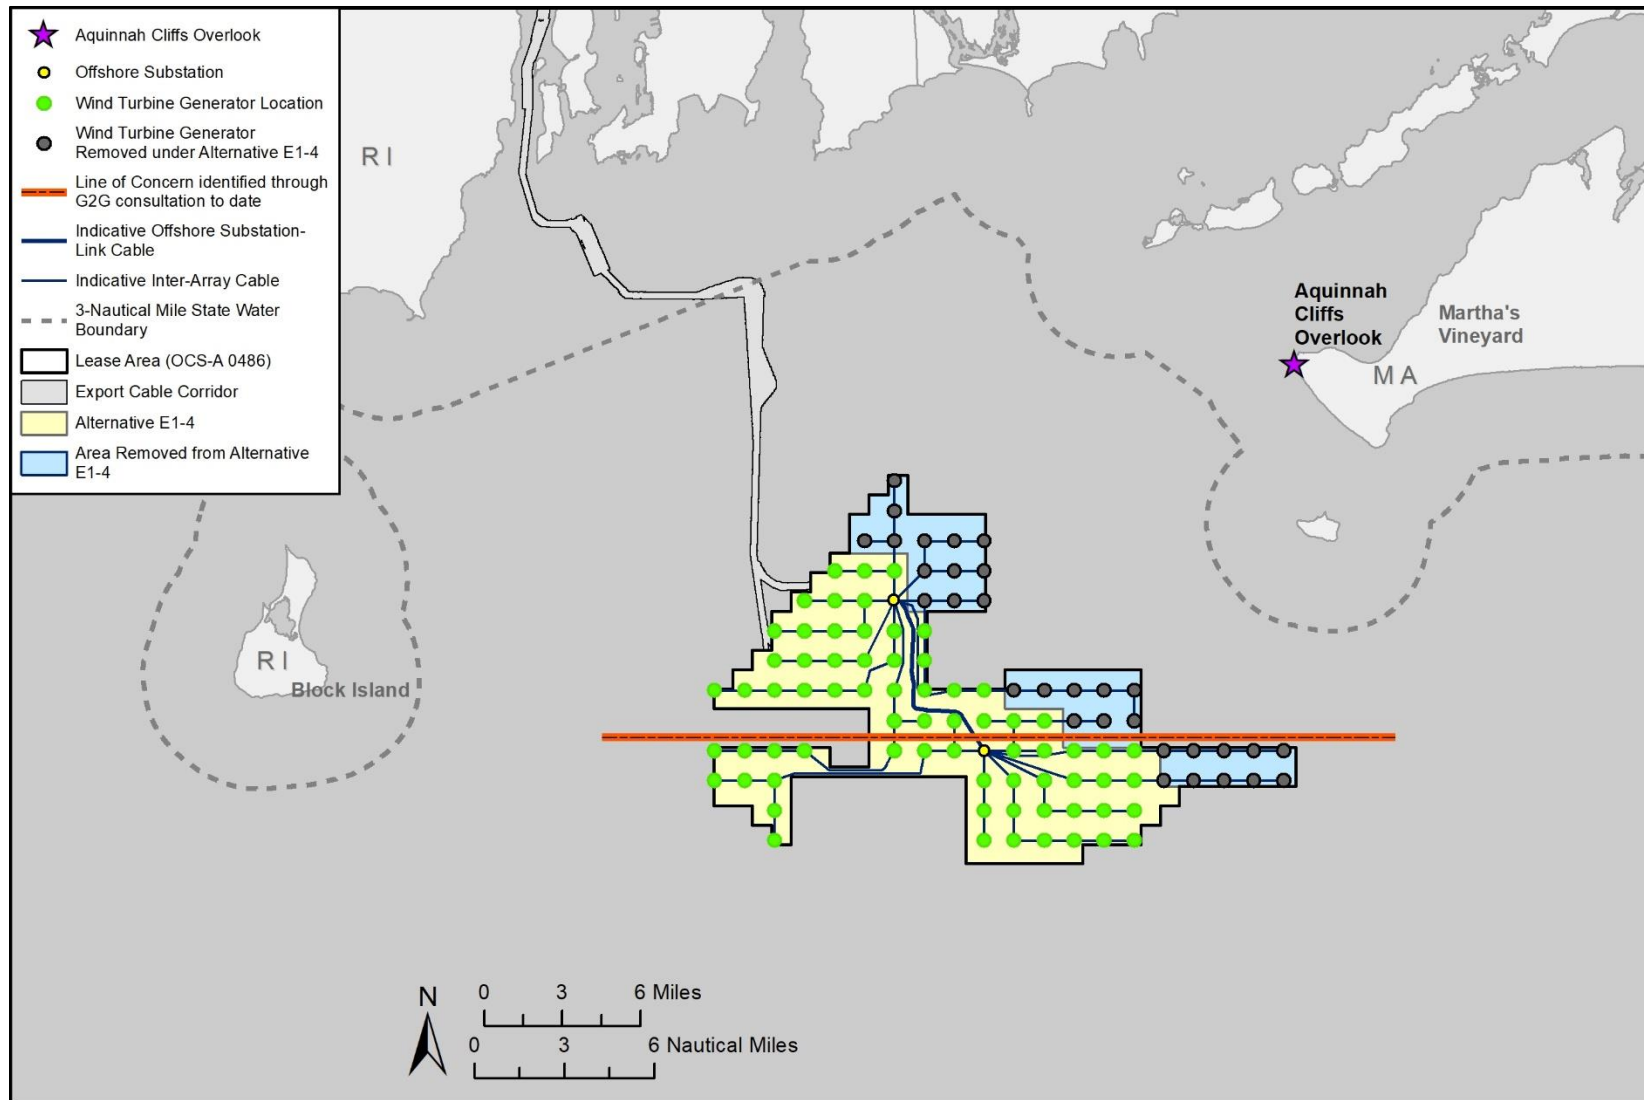 Aquinnah Cliffs Overlook
Offshore Substation
Wind Turbine Generator Location
Wind Turbine Generator
Removed under Alternative E1-4
Line of Concern identified through
G2G consultation to date
Indicative Offshore Substation-
Link Cable
Indicative Inter-Array Cable
3-Nautical Mile State Water
Boundary
Lease Area (OCS-A 0486)
Export Cable Corridor
Alternative E1-4
Area Removed from Alternative
E1-4
RI
Aquinnah
Cliffs
Overlook
Martha's
Vineyard
MA
RI
Block Island
N
0 3 6 Miles
0 3 6 Nautical Miles